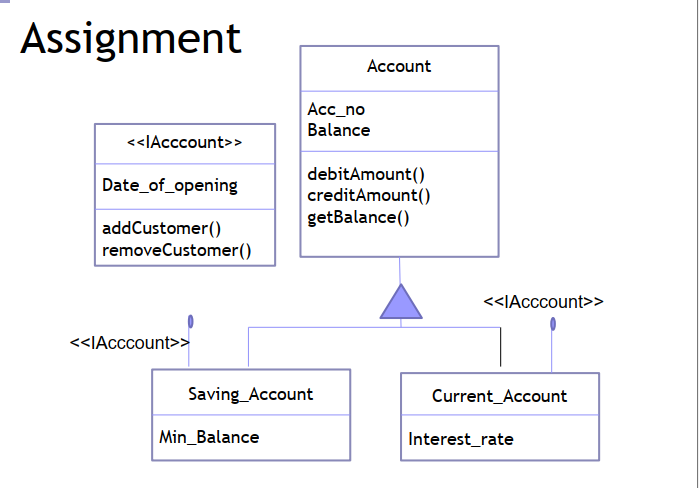 Assignment
Account
Acc_no
Balance
debitAmount()
creditAmount()
getBalance()
<<IAcccount>>
Date_of_opening
addCustomer()
removeCustomer()
<<IAcccount>>
<<IAcccount>>
Saving_Account
Min_Balance
Current_Account
Interest_rate